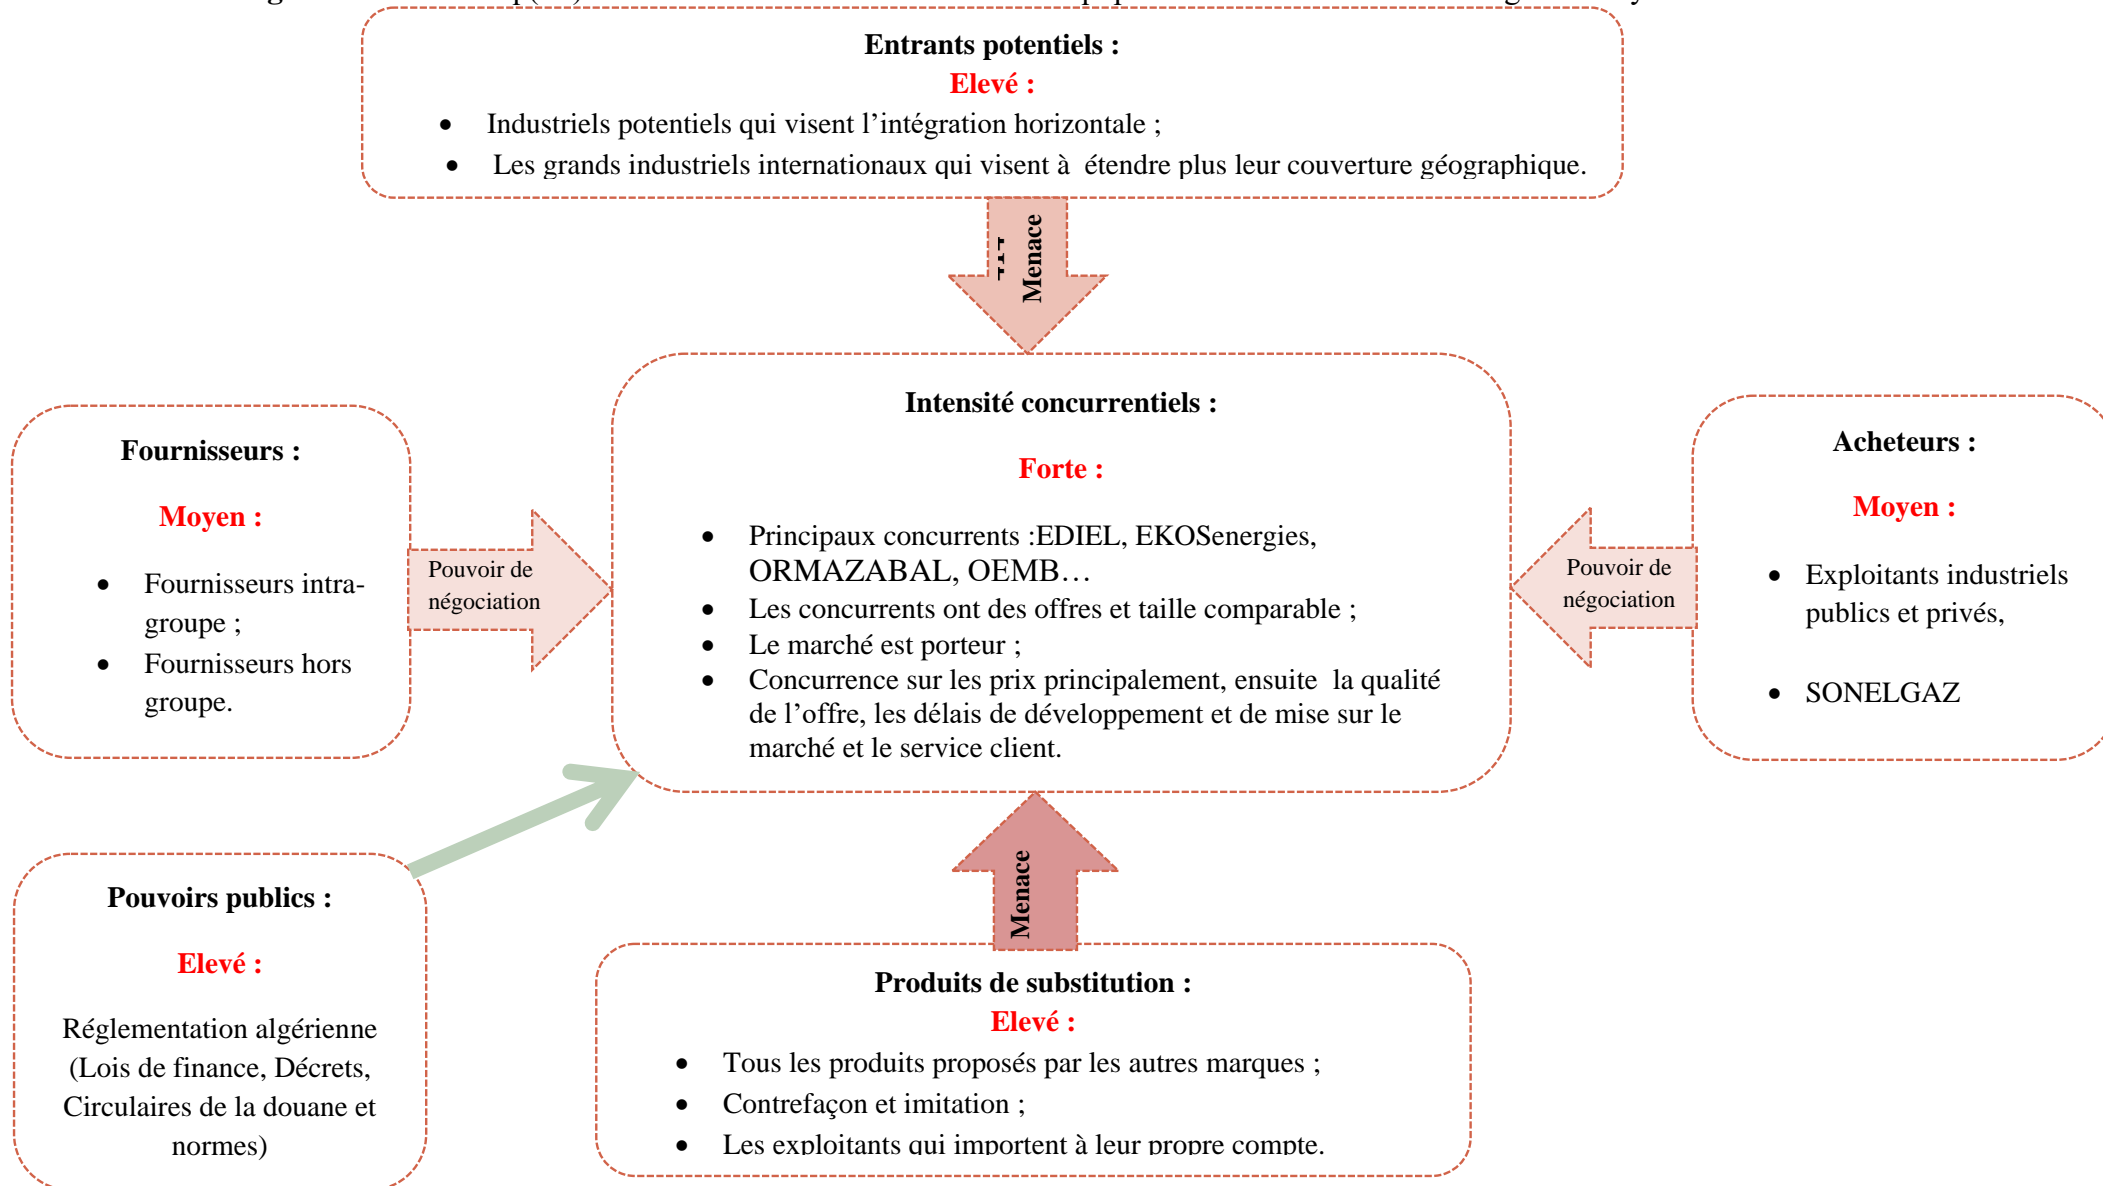 Entrants potentiels :
Elevé :
• Industriels potentiels qui visent l'intégration horizontale ;
• Les grands industriels internationaux qui visent à étendre plus leur couverture géographique.
Menace
Intensité concurrentiels :
Forte :
• Principaux concurrents :EDIEL, EKOSenergies,
ORMAZABAL, OEMB…
• Les concurrents ont des offres et taille comparable ;
• Le marché est porteur ;
• Concurrence sur les prix principalement, ensuite la qualité
de l'offre, les délais de développement et de mise sur le
marché et le service client.
Fournisseurs :
Moyen :
• Fournisseurs intra-
groupe ;
• Fournisseurs hors
groupe.
Pouvoir de
négociation
Pouvoir de
négociation
Acheteurs :
Moyen :
• Exploitants industriels
publics et privés,
• SONELGAZ
Pouvoirs publics :
Elevé :
Réglementation algérienne
(Lois de finance, Décrets,
Circulaires de la douane et
normes)
Menace
Produits de substitution :
Elevé :
• Tous les produits proposés par les autres marques ;
• Contrefaçon et imitation ;
• Les exploitants qui importent à leur propre compte.